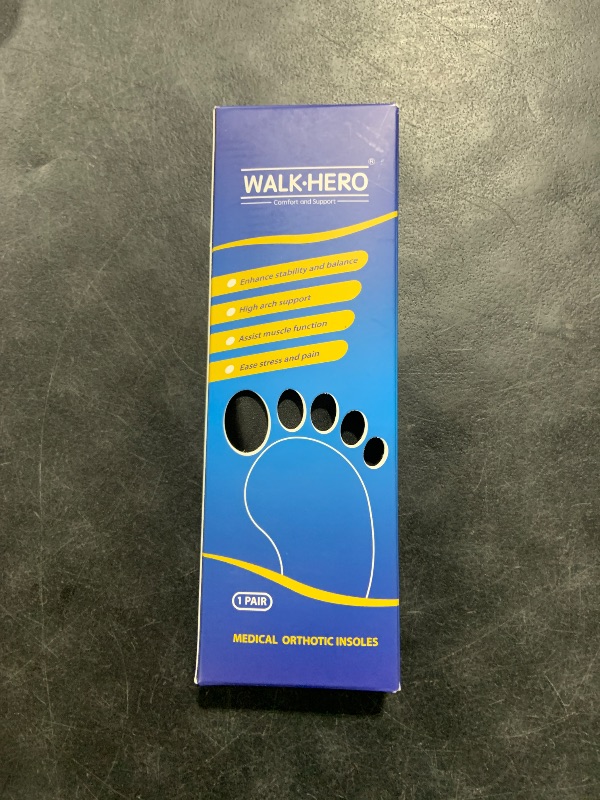 ®
WALK·HERO
Comfort and Support
Enhance stability and balance
High arch support
Assist muscle function
Ease stress and pain
1 PAIR
MEDICAL ORTHOTIC INSOLES